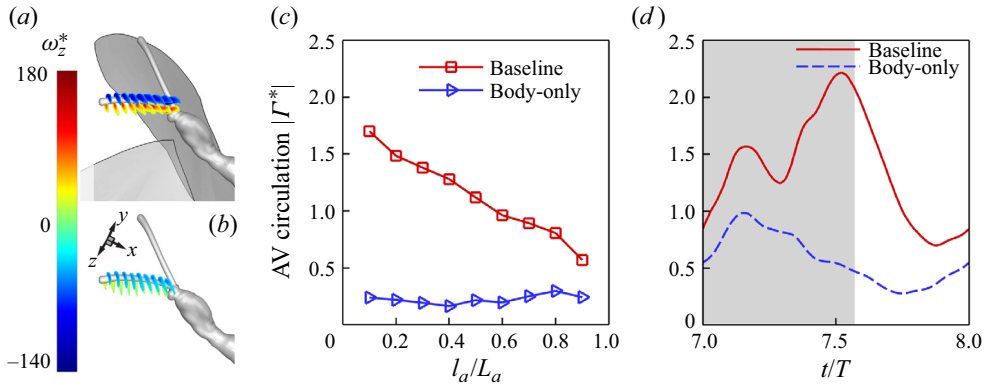 (a)
ω*z
180
0
−140
(b)
y
x
z
(c)
AV circulation |Γ*|
2.5
2.0
1.5
1.0
0.5
0
0.2
0.4
0.6
0.8
1.0
la/La
Baseline
Body-only
(d)
2.5
2.0
1.5
1.0
0.5
0
7.0
7.5
8.0
t/T
Baseline
Body-only